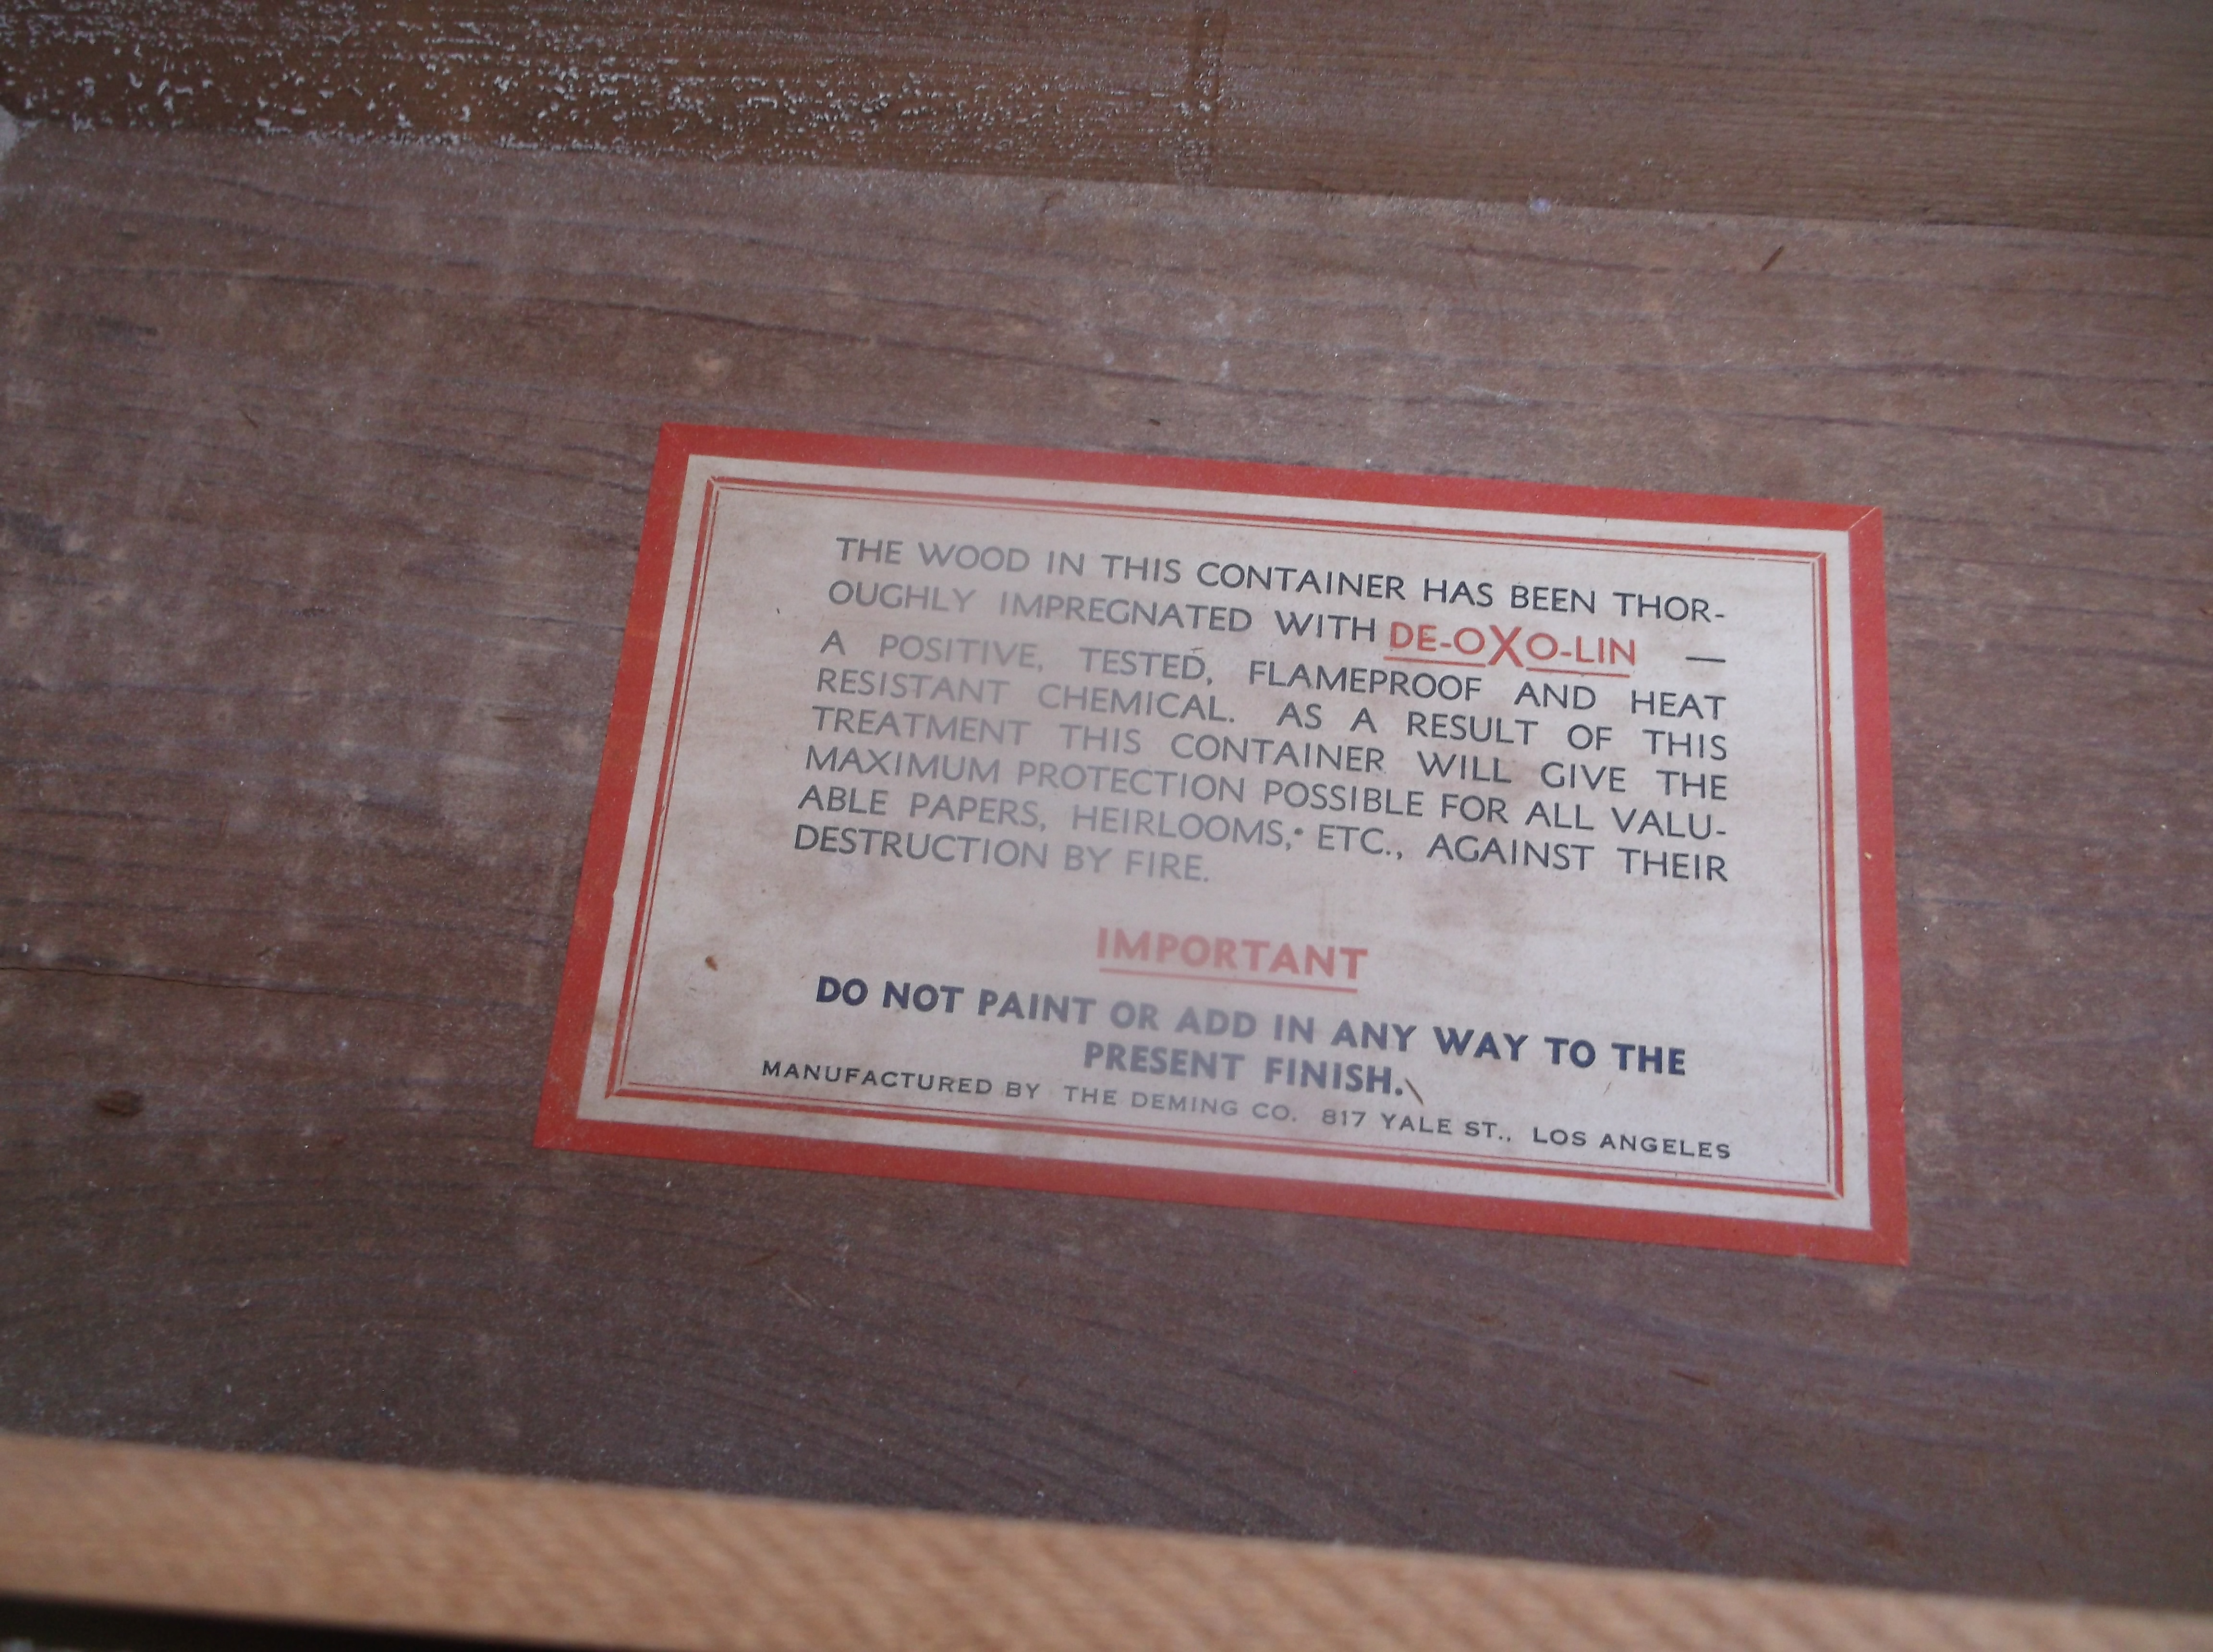 THE WOOD IN THIS CONTAINER HAS BEEN THOR-
OUGHLY IMPREGNATED WITH DE-OXO-LIN —
A POSITIVE, TESTED, FLAMEPROOF AND HEAT
RESISTANT CHEMICAL. AS A RESULT OF THIS
TREATMENT THIS CONTAINER WILL GIVE THE
MAXIMUM PROTECTION POSSIBLE FOR ALL VALU-
ABLE PAPERS, HEIRLOOMS, ETC., AGAINST THEIR
DESTRUCTION BY FIRE.
IMPORTANT
DO NOT PAINT OR ADD IN ANY WAY TO THE
PRESENT FINISH.
MANUFACTURED BY THE DEMING CO. 817 YALE ST., LOS ANGELES